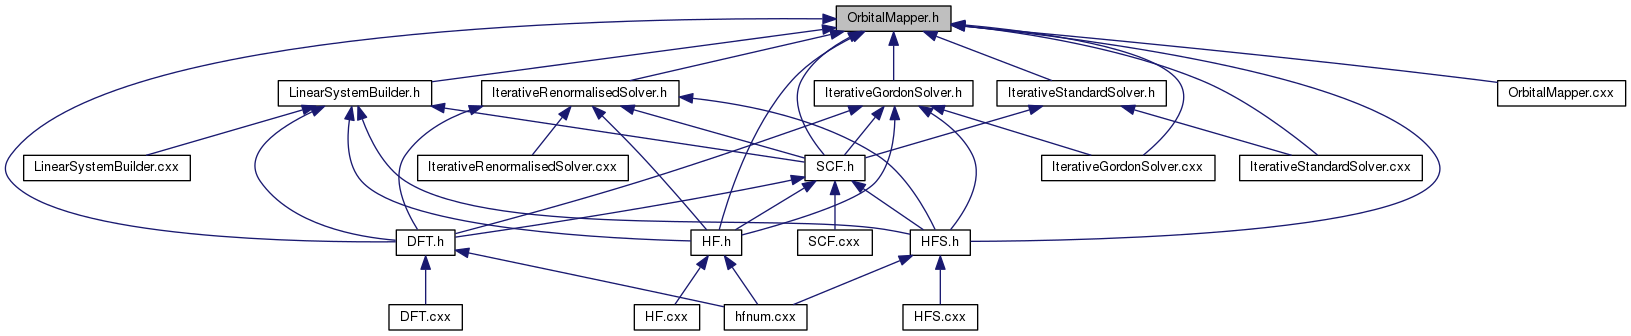 OrbitalMapper.h
LinearSystemBuilder.h
IterativeRenormalisedSolver.h
IterativeGordonSolver.h
IterativeStandardSolver.h
OrbitalMapper.cxx
LinearSystemBuilder.cxx
IterativeRenormalisedSolver.cxx
SCF.h
IterativeGordonSolver.cxx
IterativeStandardSolver.cxx
DFT.h
HF.h
SCF.cxx
HFS.h
DFT.cxx
HF.cxx
hfnum.cxx
HFS.cxx